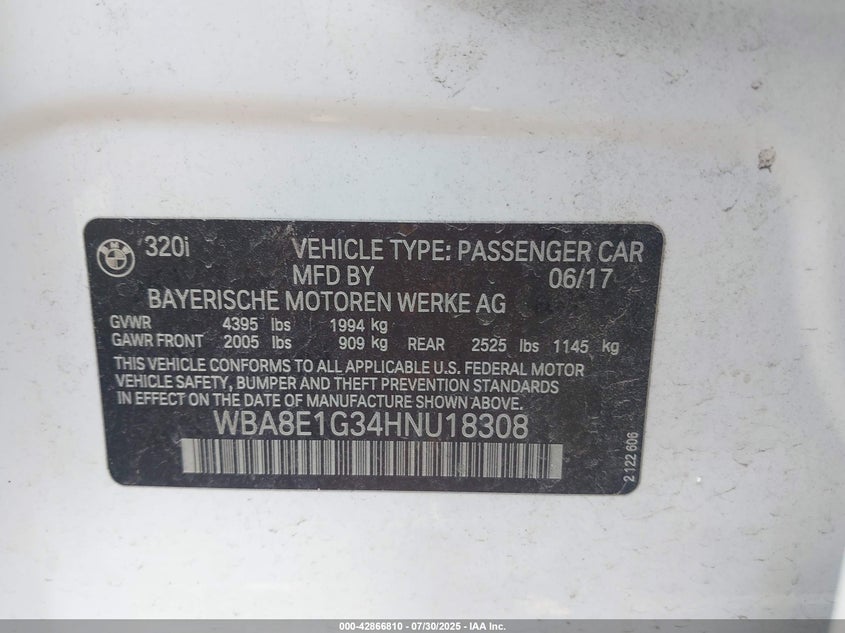 BMW
320i VEHICLE TYPE: PASSENGER CAR
MFD BY 06/17
BAYERISCHE MOTOREN WERKE AG
GVWR 4395 lbs 1994 kg
GAWR FRONT 2005 lbs 909 kg REAR 2525 lbs 1145 kg
THIS VEHICLE CONFORMS TO ALL APPLICABLE U.S. FEDERAL MOTOR
VEHICLE SAFETY, BUMPER AND THEFT PREVENTION STANDARDS
IN EFFECT ON THE DATE OF MANUFACTURE SHOWN ABOVE.
WBA8E1G34HNU18308
2 122 606
000-42866810 / 07/30/2025 - IAA Inc.